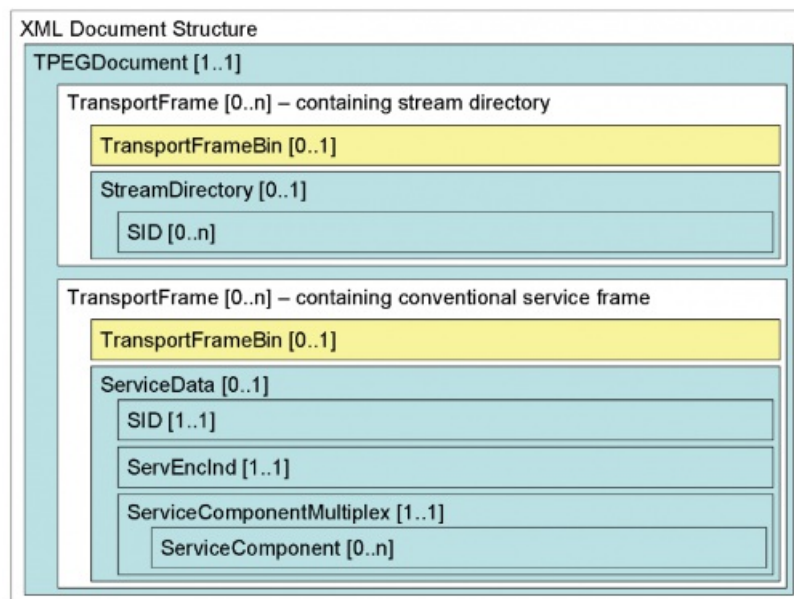 XML Document Structure
TPEGDocument [1..1]
TransportFrame [0..n] – containing stream directory
TransportFrameBin [0..1]
StreamDirectory [0..1]
SID [0..n]
TransportFrame [0..n] – containing conventional service frame
TransportFrameBin [0..1]
ServiceData [0..1]
SID [1..1]
ServEncInd [1..1]
ServiceComponentMultiplex [1..1]
ServiceComponent [0..n]